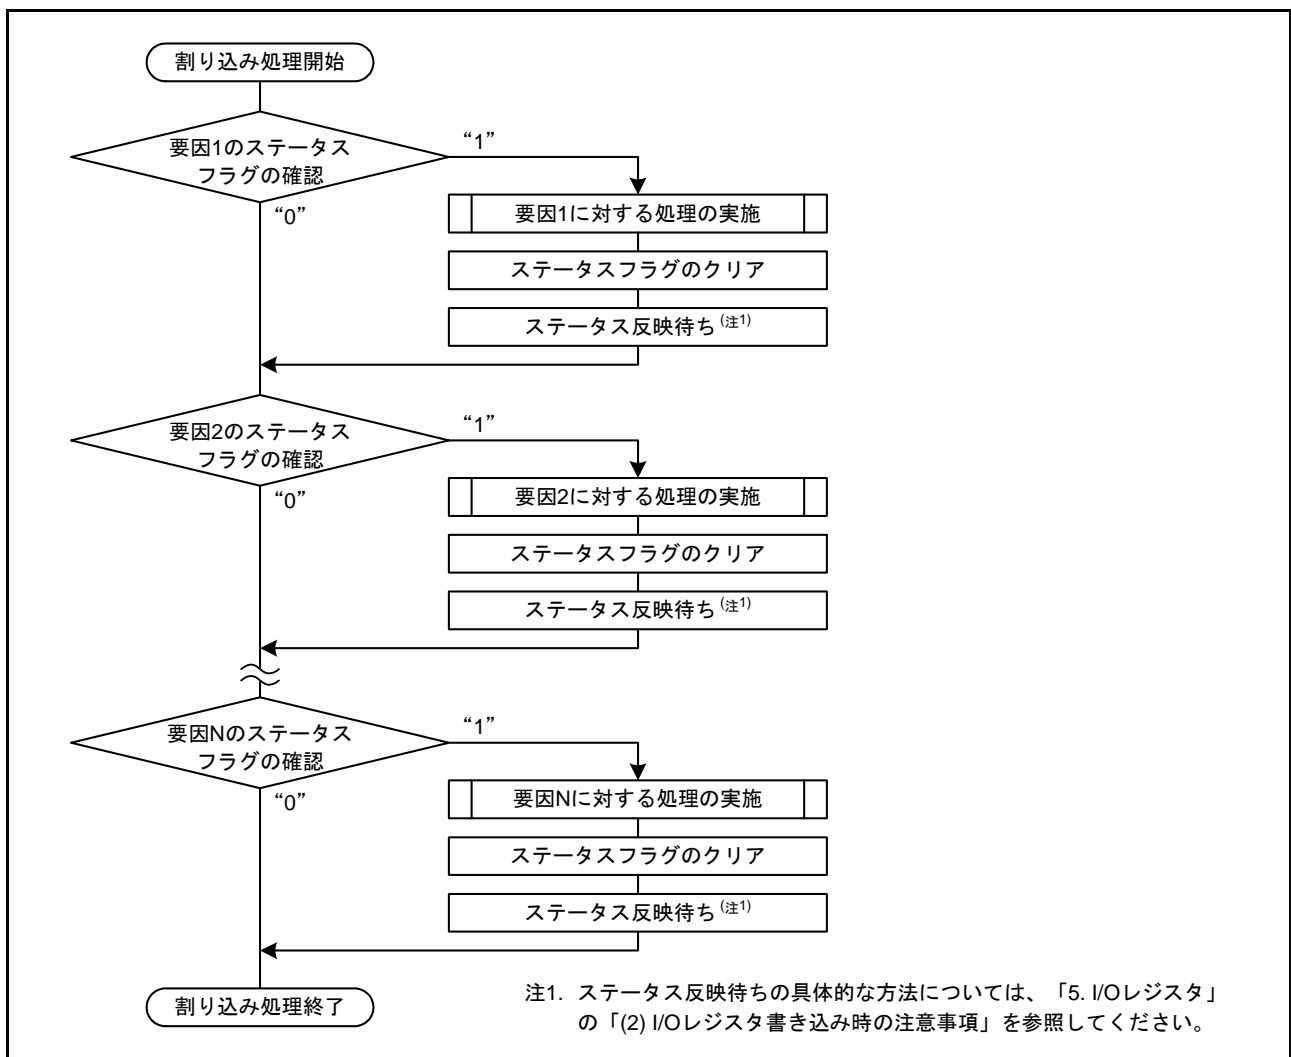 割り込み処理開始
要因1のステータス
フラグの確認
“1”
“0”
要因1に対する処理の実施
ステータスフラグのクリア
ステータス反映待ち(注1)
要因2のステータス
フラグの確認
“1”
“0”
要因2に対する処理の実施
ステータスフラグのクリア
ステータス反映待ち(注1)
要因Nのステータス
フラグの確認
“1”
“0”
要因Nに対する処理の実施
ステータスフラグのクリア
ステータス反映待ち(注1)
割り込み処理終了
注1. ステータス反映待ちの具体的な方法については、「5. I/Oレジスタ」
の「(2) I/Oレジスタ書き込み時の注意事項」を参照してください。